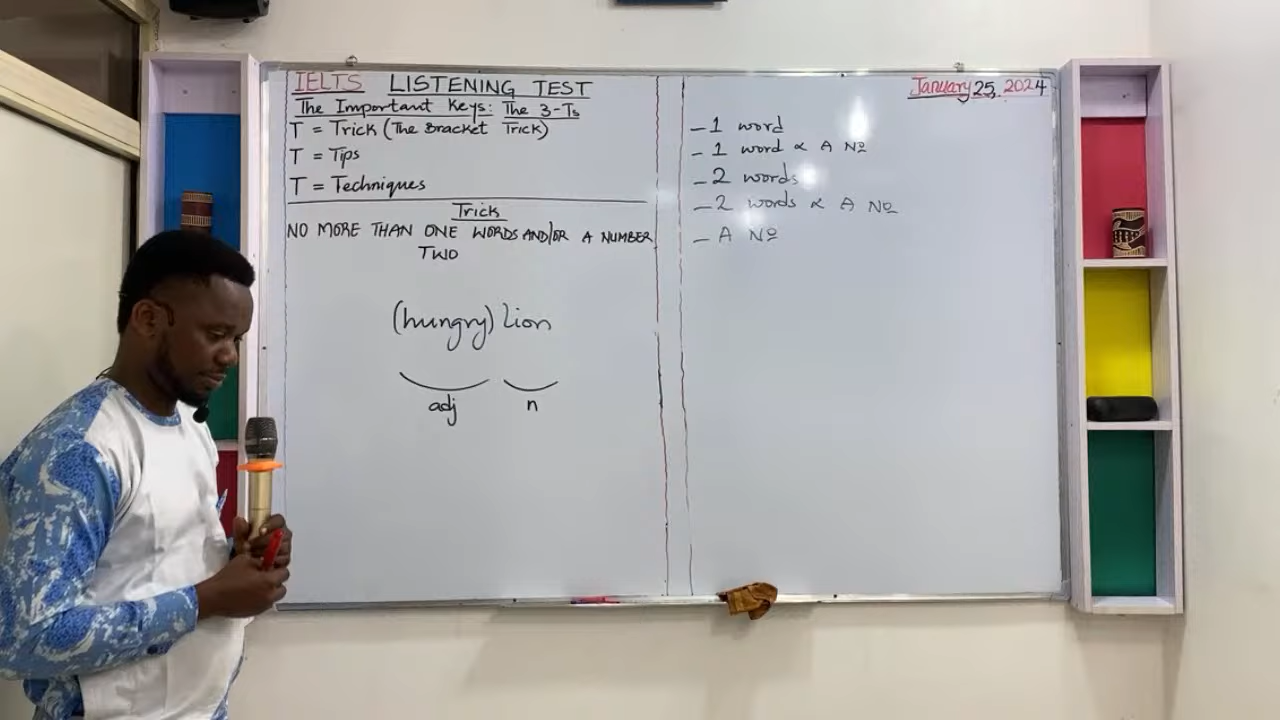 IELTS LISTENING TEST
The Important Keys: The 3-Ts
T = Trick (The Bracket Trick)
T = Tips
T = Techniques
Trick
NO MORE THAN ONE WORDS AND/OR A NUMBER
TWO
(hungry) lion
adj n
January 25, 2024
- 1 word
- 1 word & A №
- 2 words
- 2 words & A №
- A №